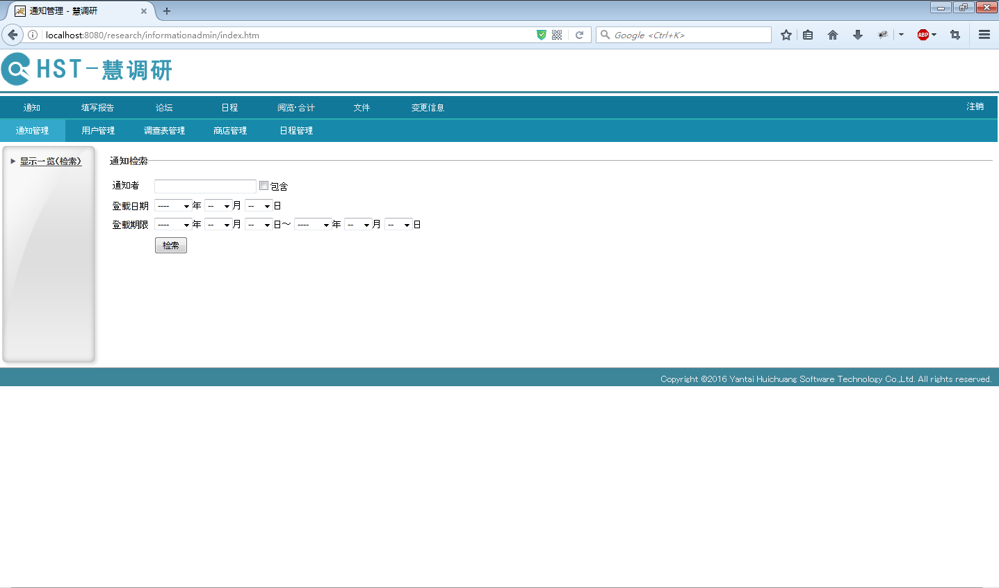 通知管理 - 慧调研
localhost:8080/research/informationadmin/index.htm
Google <Ctrl+K>
ABP
HST-慧调研
通知 填写报告 论坛 日程 阅览·合计 文件 变更信息 注销
通知管理 用户管理 调查表管理 商店管理 日程管理
显示一览(检索)
通知检索
通知者 包含
登载日期 ---- 年 -- 月 -- 日
登载期限 ---- 年 -- 月 -- 日～ ---- 年 -- 月 -- 日
检索
Copyright ©2016 Yantai Huichuang Software Technology Co.,Ltd. All rights reserved.